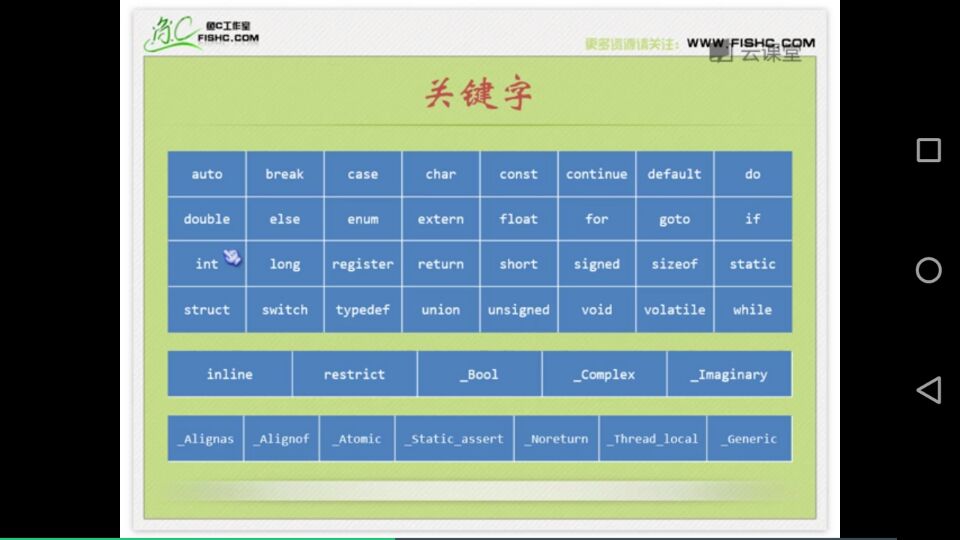 鱼C工作室
FISHC.COM
更多资源请关注：WWW.FISHC.COM
云课堂
关键字
auto break case char const continue default do
double else enum extern float for goto if
int long register return short signed sizeof static
struct switch typedef union unsigned void volatile while
inline restrict _Bool _Complex _Imaginary
_Alignas _Alignof _Atomic _Static_assert _Noreturn _Thread_local _Generic